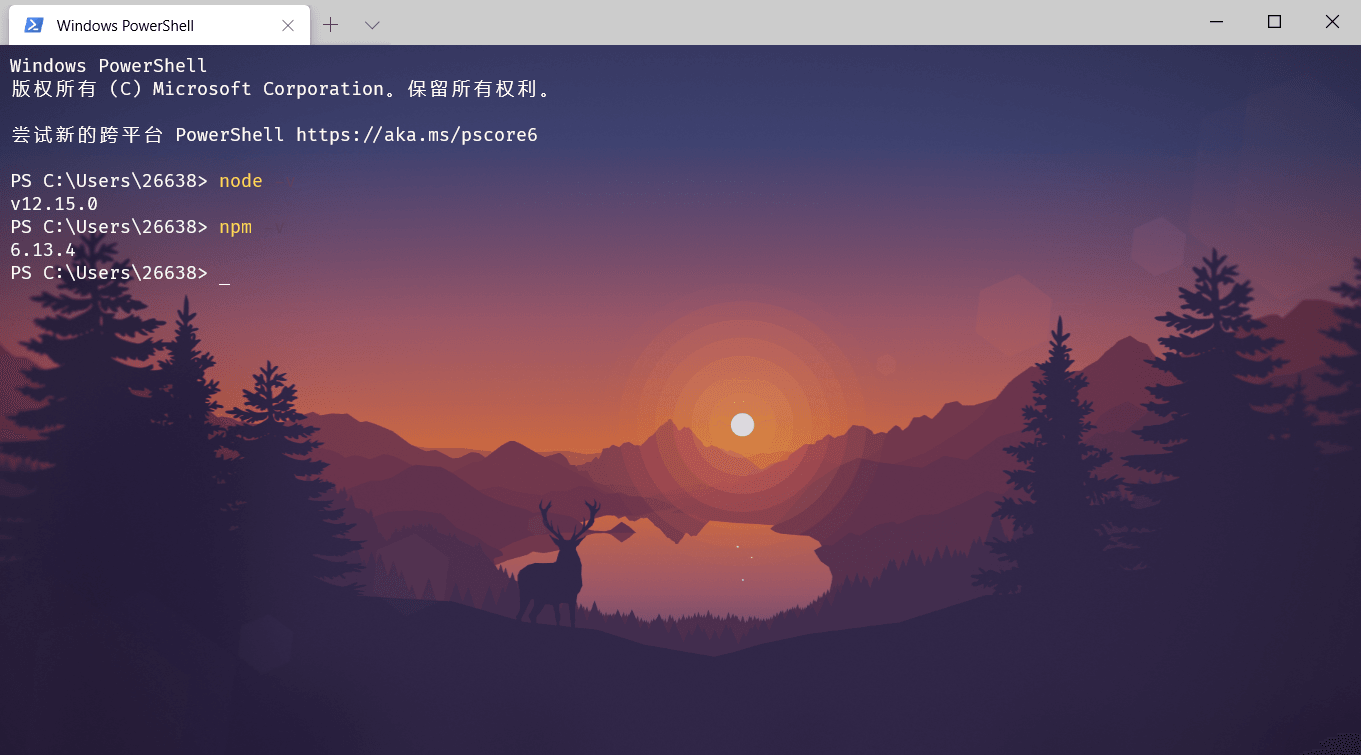 Windows PowerShell
Windows PowerShell
版权所有 (C) Microsoft Corporation。保留所有权利。
尝试新的跨平台 PowerShell https://aka.ms/pscore6
PS C:\Users\26638> node -v
v12.15.0
PS C:\Users\26638> npm -v
6.13.4
PS C:\Users\26638> _